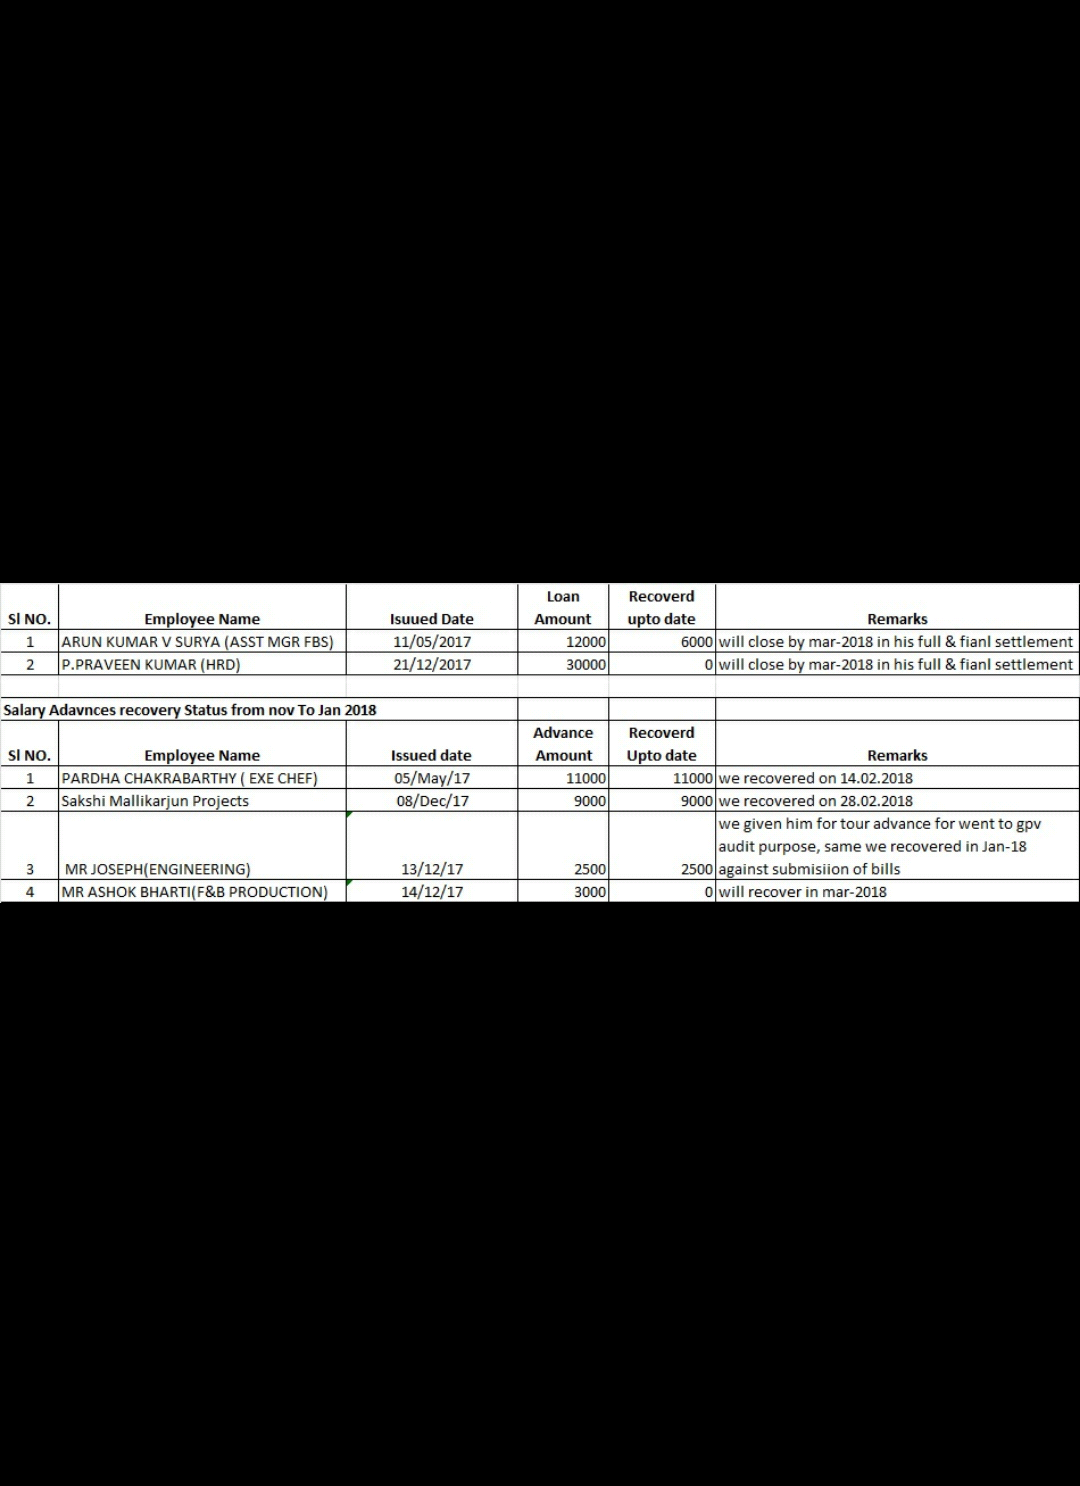 Sl NO. Employee Name Isuued Date Loan Amount Recoverd upto date Remarks
1 ARUN KUMAR V SURYA (ASST MGR FBS) 11/05/2017 12000 6000 will close by mar-2018 in his full & fianl settlement
2 P.PRAVEEN KUMAR (HRD) 21/12/2017 30000 0 will close by mar-2018 in his full & fianl settlement
Salary Adavnces recovery Status from nov To Jan 2018
Sl NO. Employee Name Issued date Advance Amount Recoverd Upto date Remarks
1 PARDHA CHAKRABARTHY ( EXE CHEF) 05/May/17 11000 11000 we recovered on 14.02.2018
2 Sakshi Mallikarjun Projects 08/Dec/17 9000 9000 we recovered on 28.02.2018
3 MR JOSEPH(ENGINEERING) 13/12/17 2500 2500 we given him for tour advance for went to gpv
audit purpose, same we recovered in Jan-18
against submisiion of bills
4 MR ASHOK BHARTI(F&B PRODUCTION) 14/12/17 3000 0 will recover in mar-2018